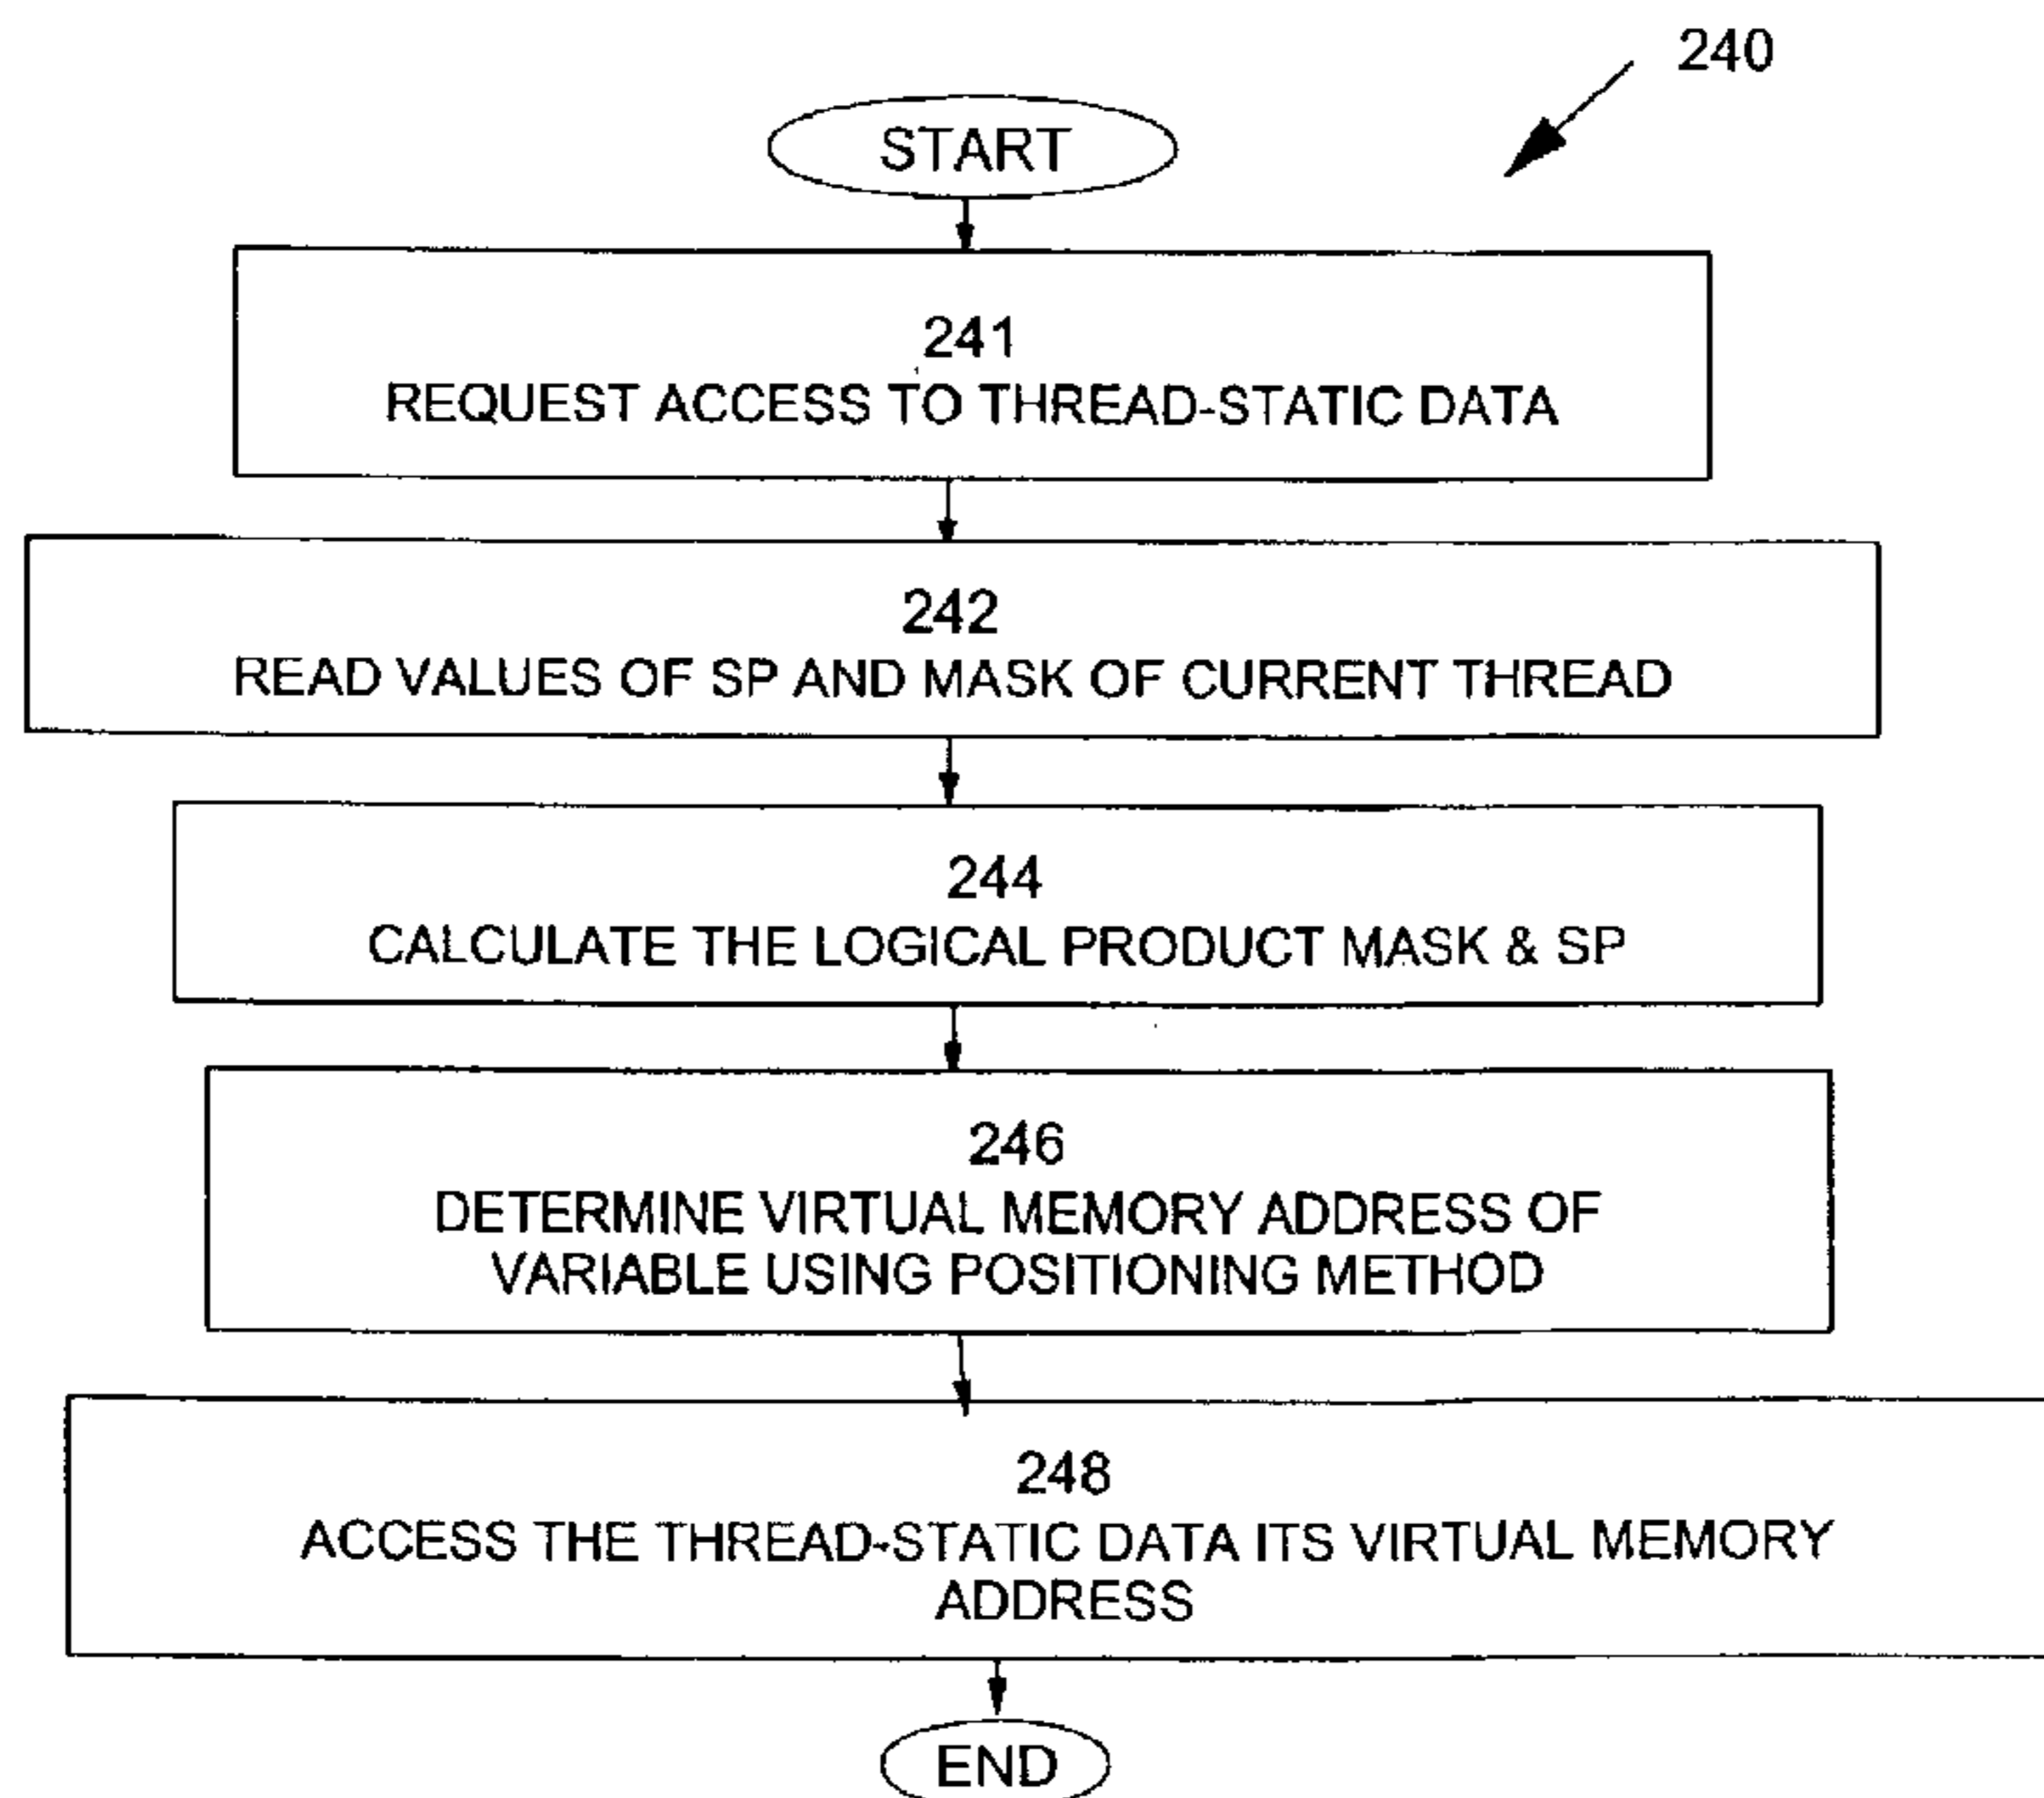 240
START
241
REQUEST ACCESS TO THREAD-STATIC DATA
242
READ VALUES OF SP AND MASK OF CURRENT THREAD
244
CALCULATE THE LOGICAL PRODUCT MASK & SP
246
DETERMINE VIRTUAL MEMORY ADDRESS OF
VARIABLE USING POSITIONING METHOD
248
ACCESS THE THREAD-STATIC DATA ITS VIRTUAL MEMORY
ADDRESS
END